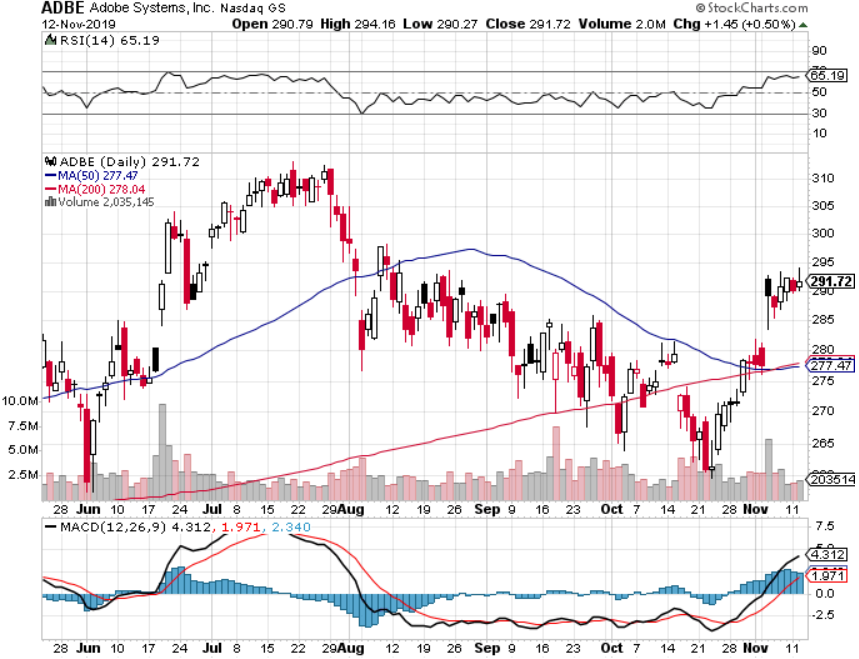 ADBE Adobe Systems, Inc. Nasdaq GS © StockCharts.com
12-Nov-2019 Open 290.79 High 294.16 Low 290.27 Close 291.72 Volume 2.0M Chg +1.45 (+0.50%)
RSI(14) 65.19
90
65.19
50
30
10
ADBE (Daily) 291.72
MA(50) 277.47
MA(200) 278.04
Volume 2,035,145
310
305
300
295
291.72
290
285
280
277.47
275
270
265
203514
10.0M
7.5M
5.0M
2.5M
28 Jun 10 17 24 Jul 8 15 22 29 Aug 12 19 26 Sep 9 16 23 Oct 7 14 21 28 Nov 11
MACD(12,26,9) 4.312, 1.971, 2.340
7.5
4.312
1.971
0.0
-2.5
28 Jun 10 17 24 Jul 8 15 22 29 Aug 12 19 26 Sep 9 16 23 Oct 7 14 21 28 Nov 11